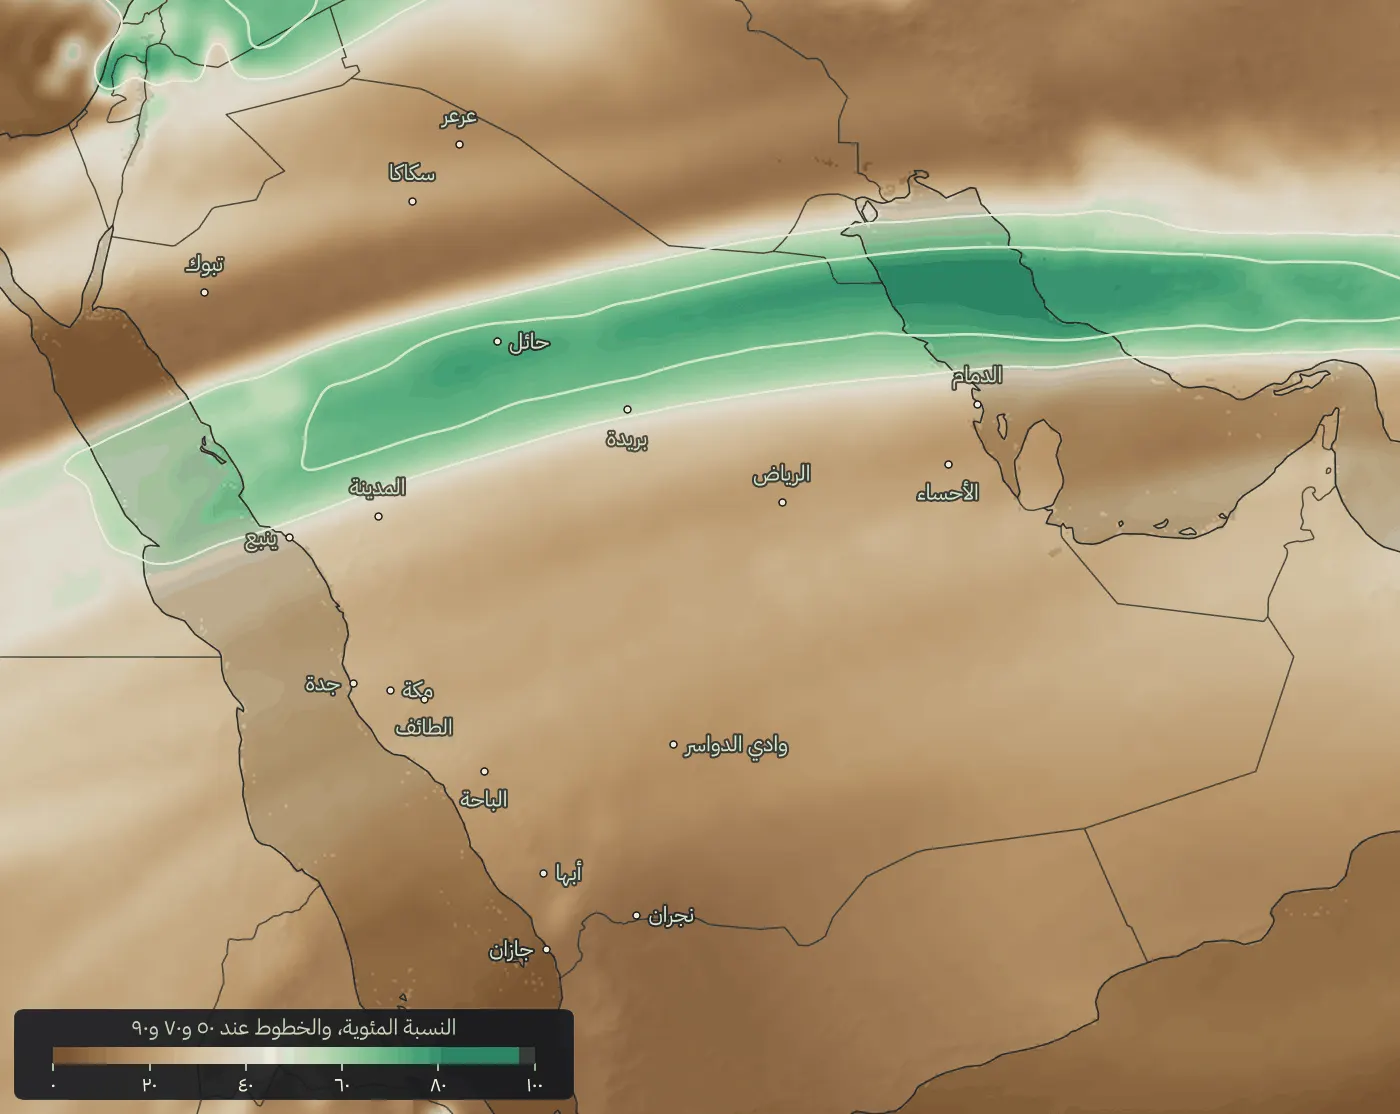 عرعر
سكاكا
تبوك
حائل
الدمام
بريدة
الرياض
المدينة
الأحساء
ينبع
جدة
مكة
الطائف
وادي الدواسر
الباحة
أبها
نجران
جازان
النسبة المئوية، والخطوط عند ٥٠ و٧٠ و٩٠
٠ ٢٠ ٤٠ ٦٠ ٨٠ ١٠٠